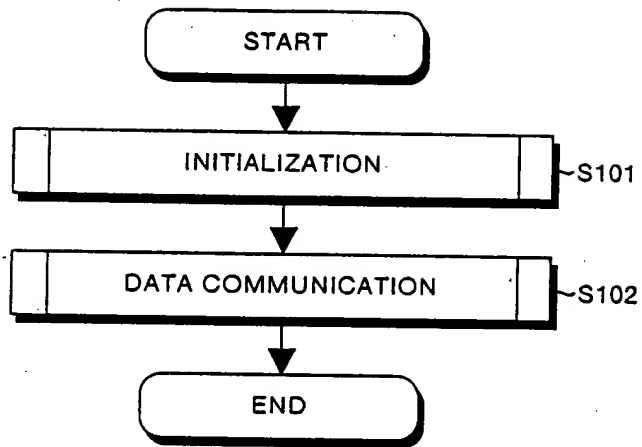 START
INITIALIZATION
S101
DATA COMMUNICATION
S102
END